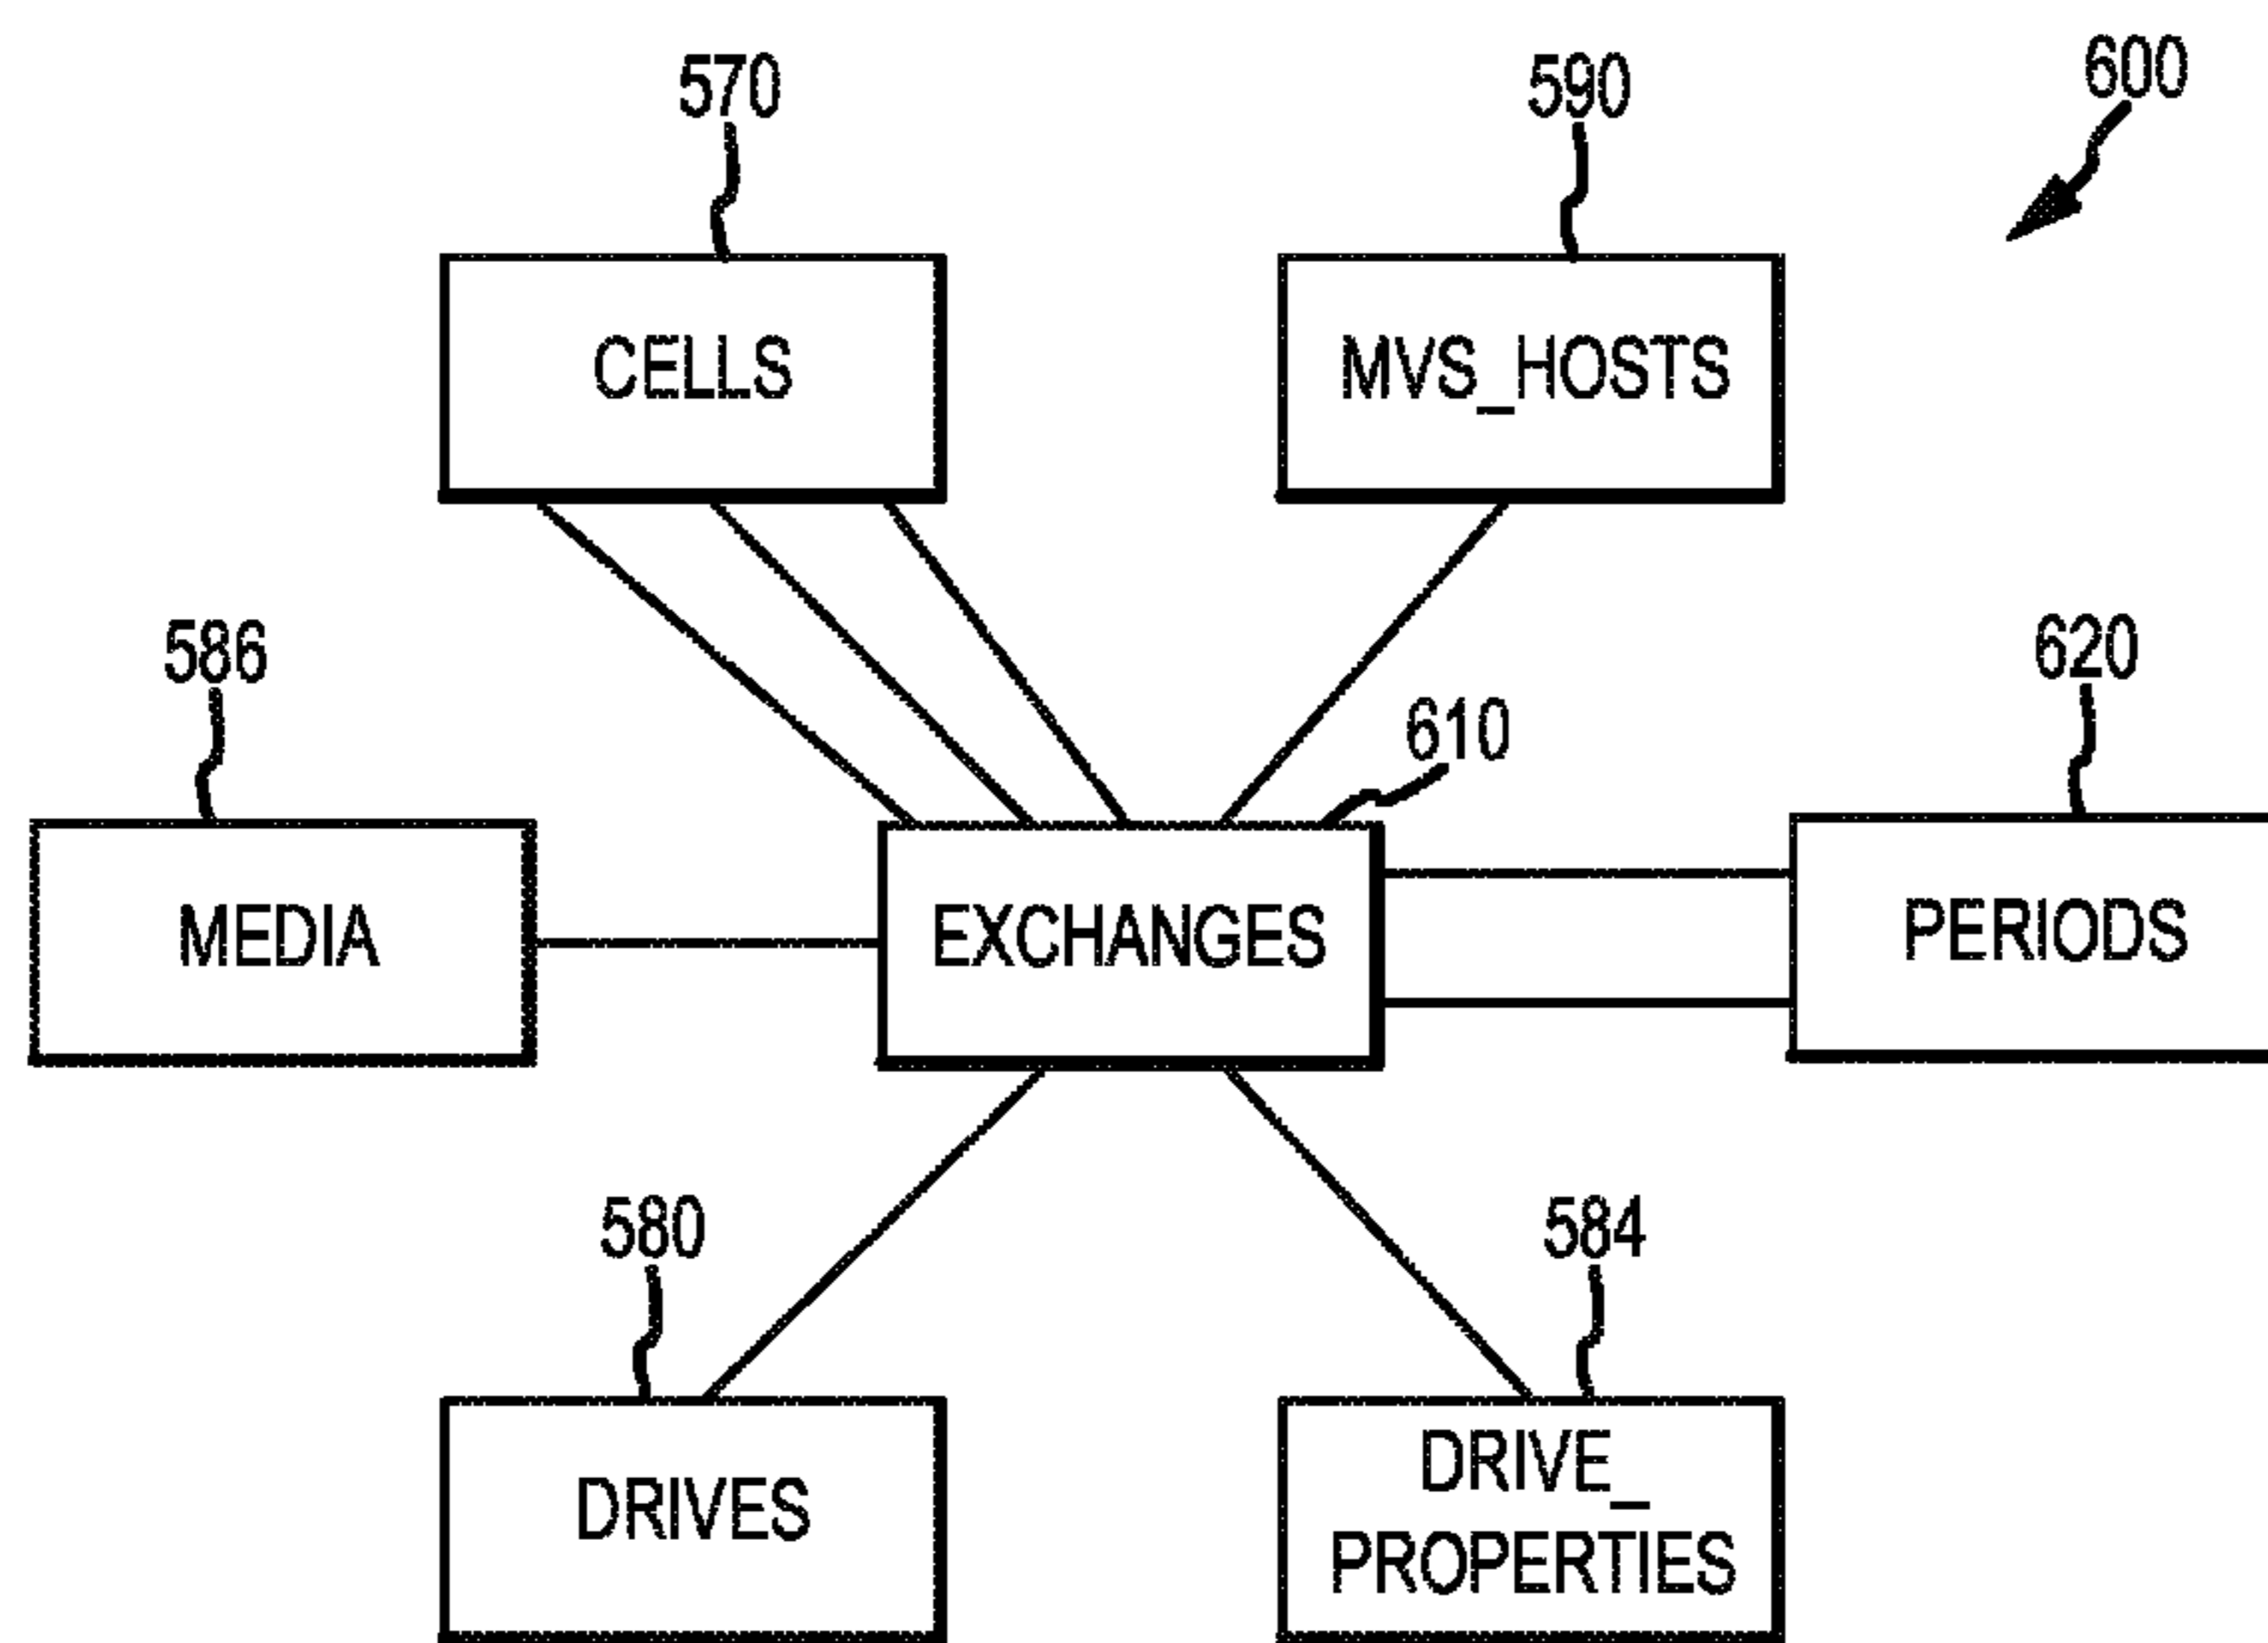 570
590
600
CELLS
MVS_HOSTS
586
620
610
MEDIA
EXCHANGES
PERIODS
580
584
DRIVES
DRIVE_
PROPERTIES